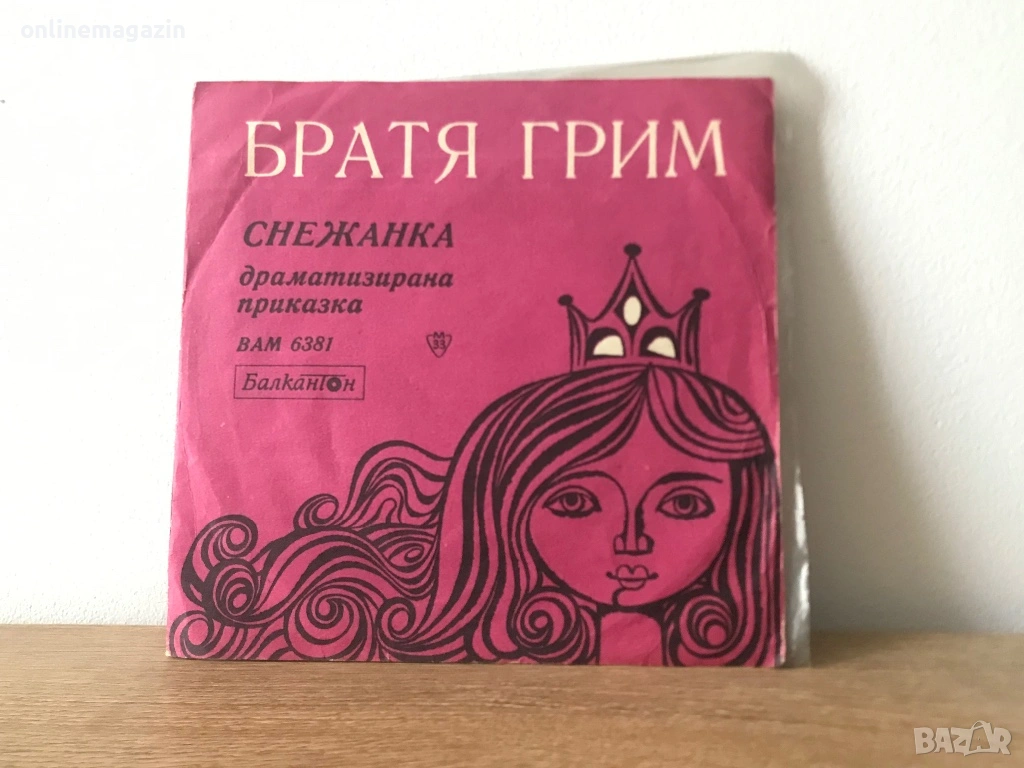 onlinemagazin
БРАТЯ ГРИМ
СНЕЖАНКА
драматизирана
приказка
ВАМ 6381
М
33
Балкантон
BAZAR